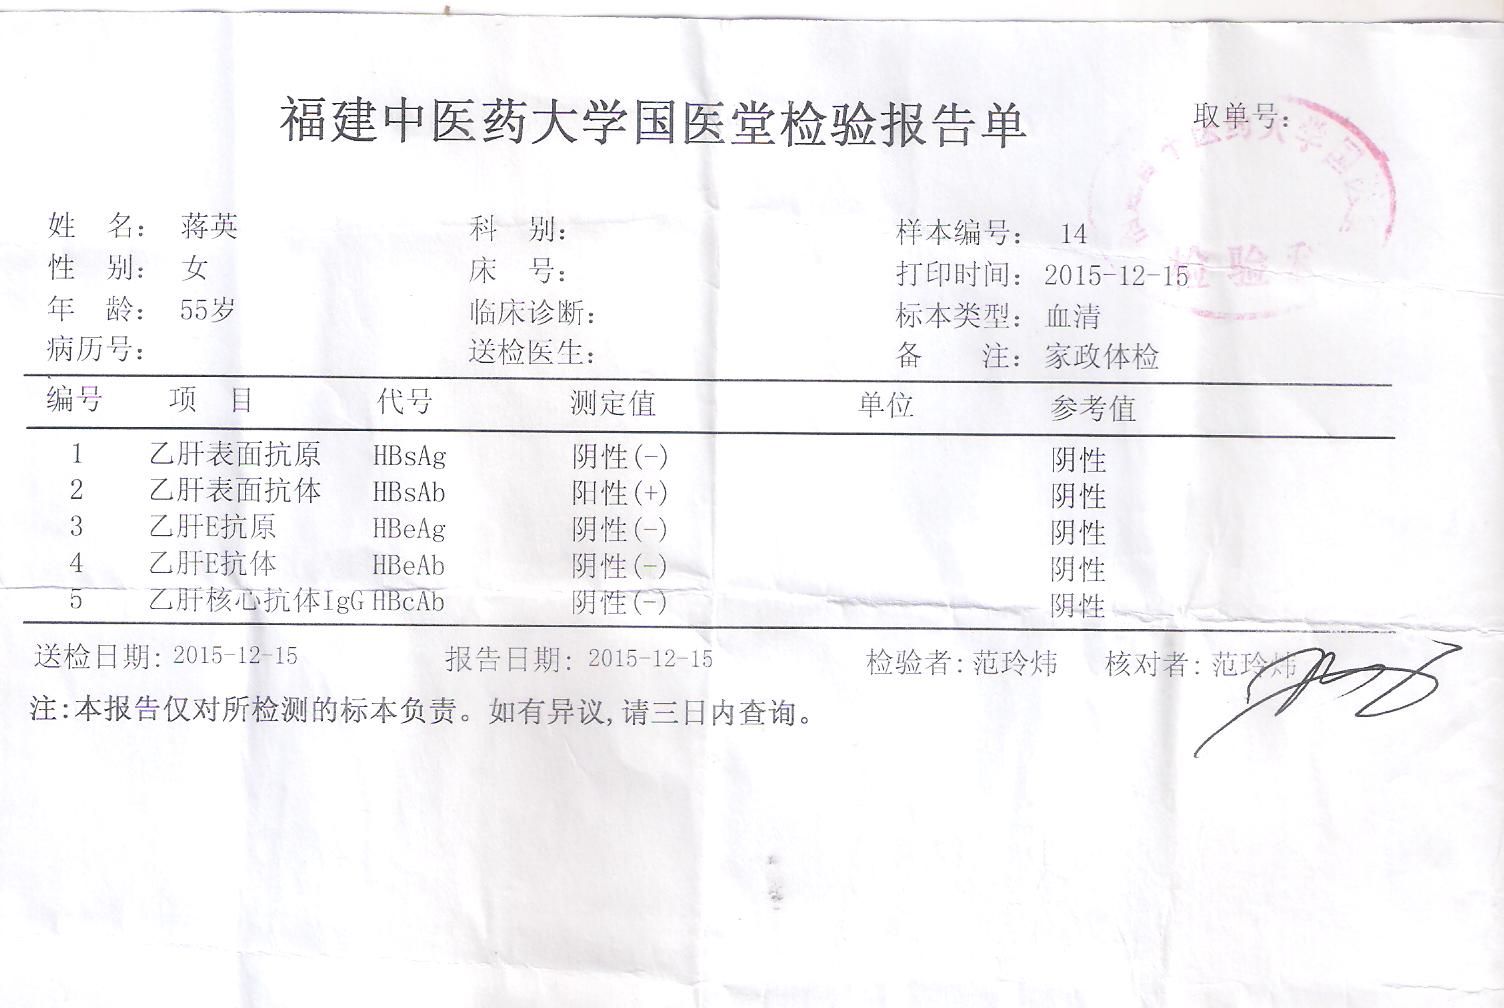 福建中医药大学国医堂检验报告单
取单号：
姓 名： 蒋英 科 别： 样本编号： 14
性 别： 女 床 号： 打印时间： 2015-12-15
年 龄： 55岁 临床诊断： 标本类型： 血清
病历号： 送检医生： 备 注： 家政体检
编号 项 目 代号 测定值 单位 参考值
1 乙肝表面抗原 HBsAg 阴性(-) 阴性
2 乙肝表面抗体 HBsAb 阳性(+) 阴性
3 乙肝E抗原 HBeAg 阴性(-) 阴性
4 乙肝E抗体 HBeAb 阴性(-) 阴性
5 乙肝核心抗体IgG HBcAb 阴性(-) 阴性
送检日期: 2015-12-15 报告日期: 2015-12-15 检验者: 范玲炜 核对者: 范玲炜
注:本报告仅对所检测的标本负责。如有异议,请三日内查询。